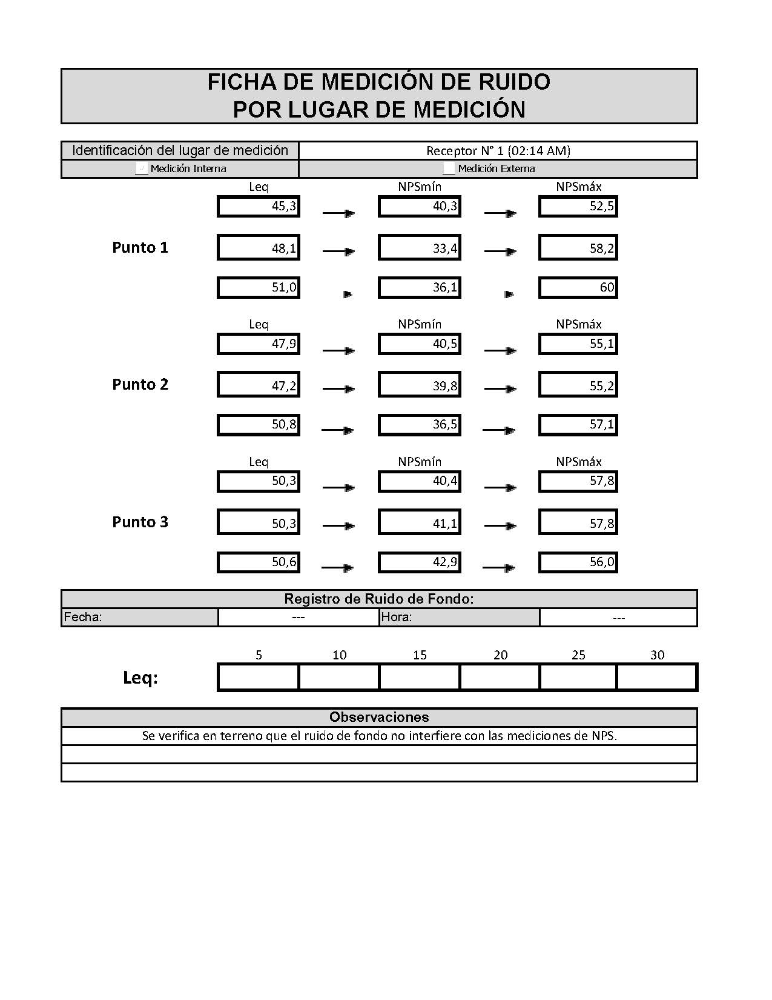 FICHA DE MEDICIÓN DE RUIDO
POR LUGAR DE MEDICIÓN
Identificación del lugar de medición Receptor N° 1 (02:14 AM)
Medición Interna Medición Externa
Leq NPSmín NPSmáx
45,3 40,3 52,5
Punto 1 48,1 33,4 58,2
51,0 36,1 60
Leq NPSmín NPSmáx
47,9 40,5 55,1
Punto 2 47,2 39,8 55,2
50,8 36,5 57,1
Leq NPSmín NPSmáx
50,3 40,4 57,8
Punto 3 50,3 41,1 57,8
50,6 42,9 56,0
Registro de Ruido de Fondo:
Fecha: --- Hora: ---
5 10 15 20 25 30
Leq:
Observaciones
Se verifica en terreno que el ruido de fondo no interfiere con las mediciones de NPS.